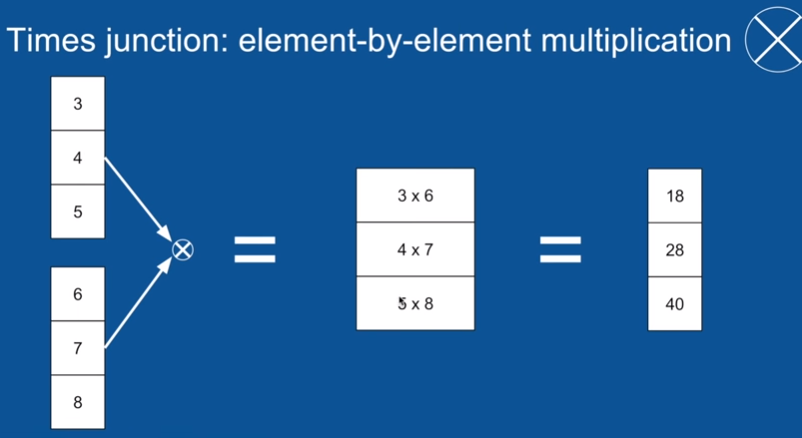 Times junction: element-by-element multiplication
3
4
5
6
7
8
=
3 x 6
4 x 7
5 x 8
=
18
28
40